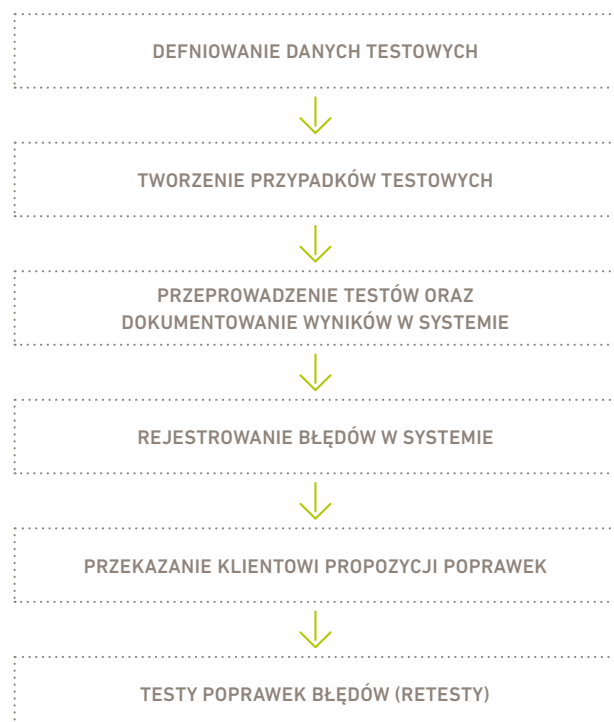 DEFNIOWANIE DANYCH TESTOWYCH
TWORZENIE PRZYPADKÓW TESTOWYCH
PRZEPROWADZENIE TESTÓW ORAZ
DOKUMENTOWANIE WYNIKÓW W SYSTEMIE
REJESTROWANIE BŁĘDÓW W SYSTEMIE
PRZEKAZANIE KLIENTOWI PROPOZYCJI POPRAWEK
TESTY POPRAWEK BŁĘDÓW (RETESTY)